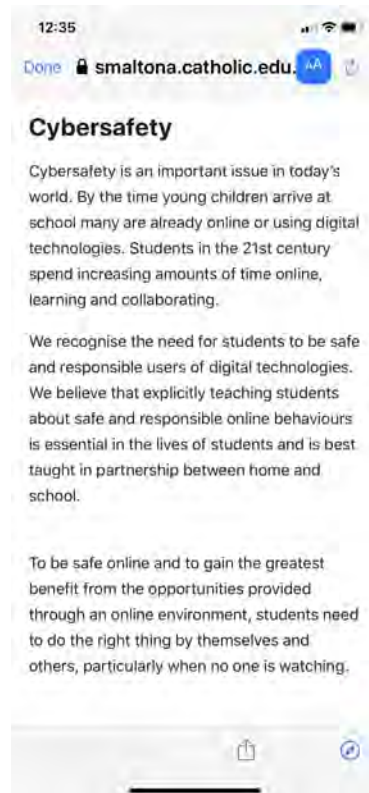 12:35
Done smaltona.catholic.edu. AA
Cybersafety
Cybersafety is an important issue in today's
world. By the time young children arrive at
school many are already online or using digital
technologies. Students in the 21st century
spend increasing amounts of time online,
learning and collaborating.
We recognise the need for students to be safe
and responsible users of digital technologies.
We believe that explicitly teaching students
about safe and responsible online behaviours
is essential in the lives of students and is best
taught in partnership between home and
school.
To be safe online and to gain the greatest
benefit from the opportunities provided
through an online environment, students need
to do the right thing by themselves and
others, particularly when no one is watching.